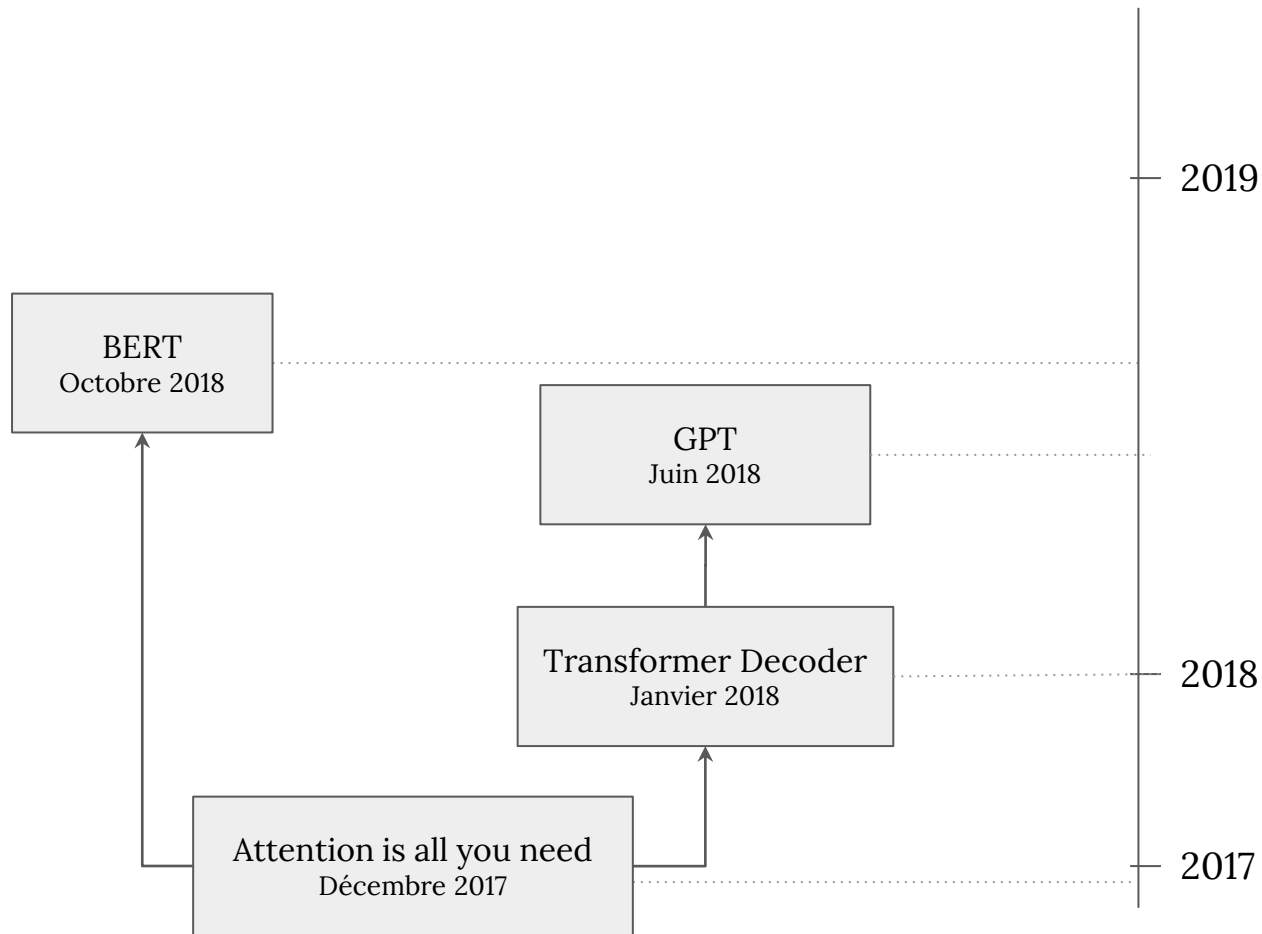 2019
BERT
Octobre 2018
GPT
Juin 2018
Transformer Decoder
Janvier 2018
2018
Attention is all you need
Décembre 2017
2017